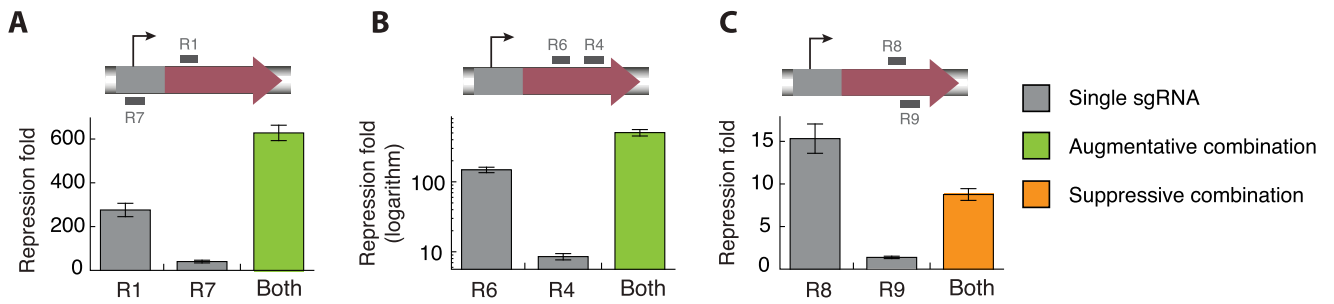 A
R1
R7
Repression fold
600
400
200
0
R1 R7 Both
B
R6 R4
Repression fold
(logarithm)
100
10
R6 R4 Both
C
R8
R9
Repression fold
15
10
5
0
R8 R9 Both
Single sgRNA
Augmentative combination
Suppressive combination